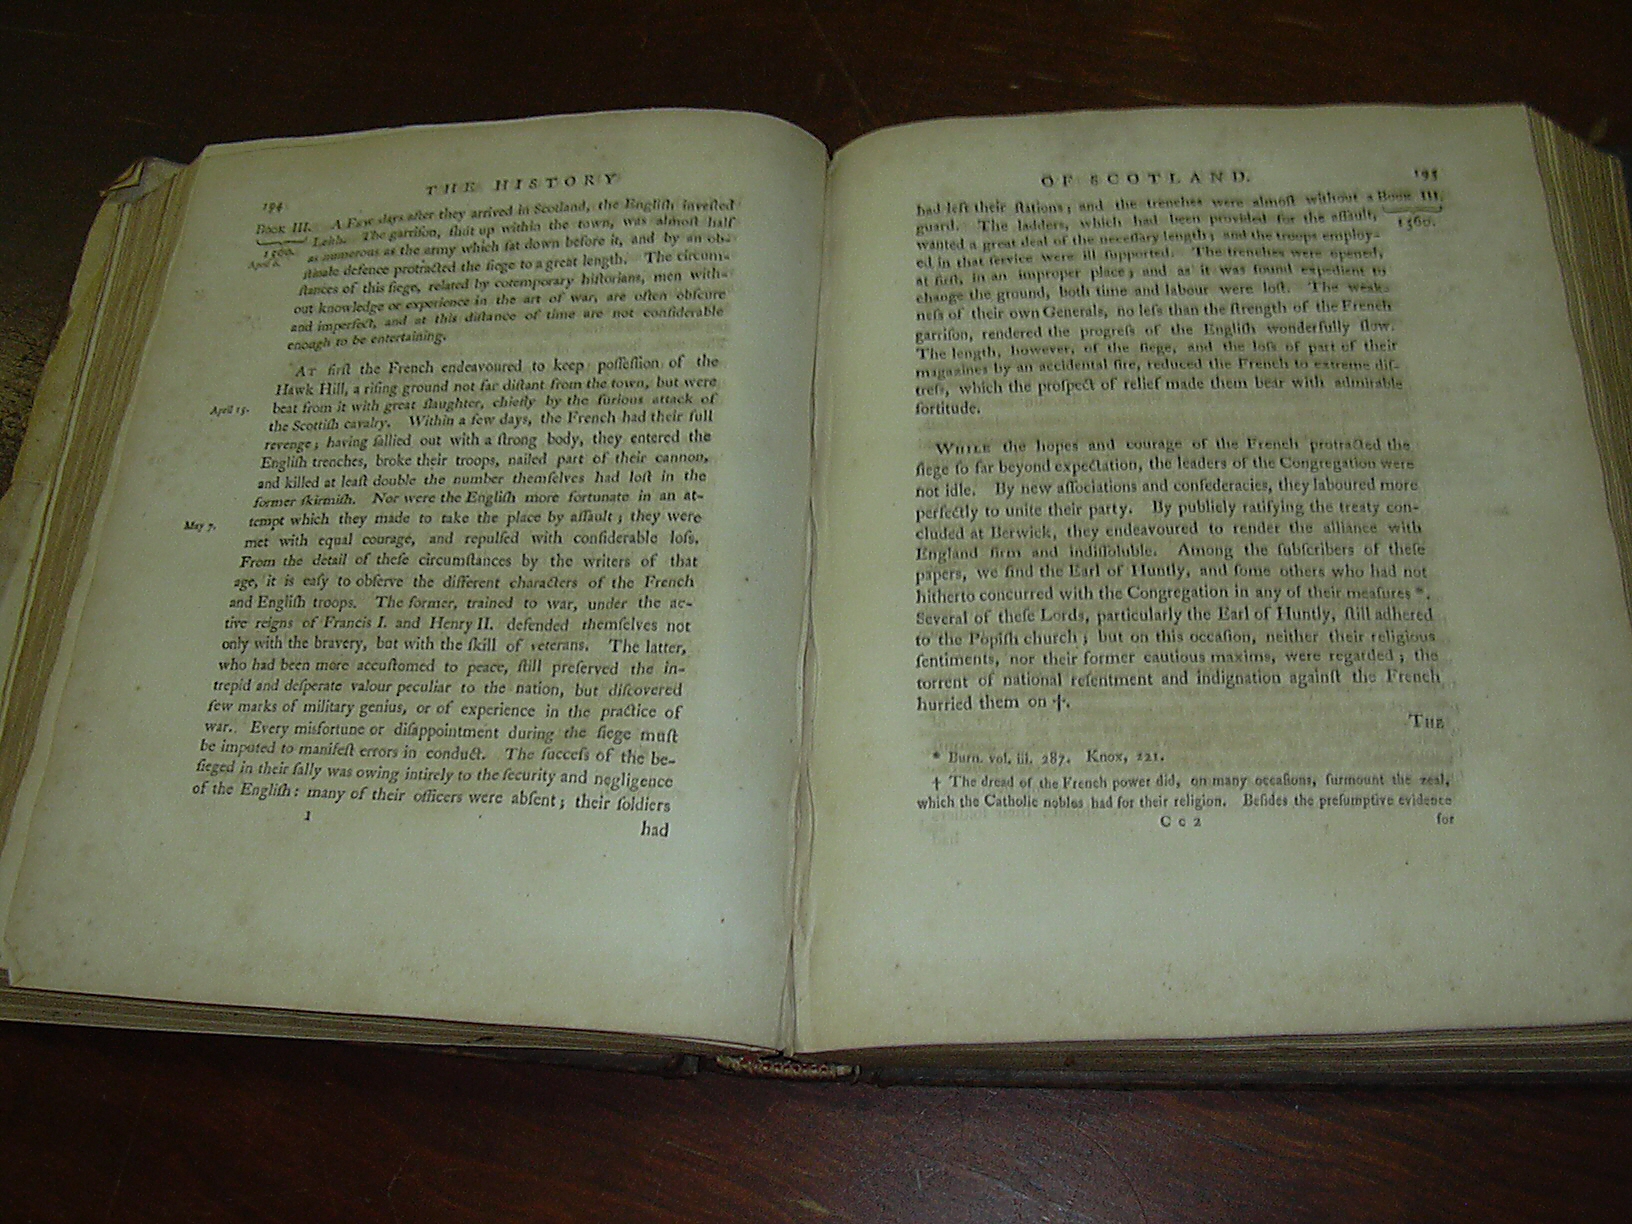 THE HISTORY
194
Book III. A Few days after they arrived in Scotland, the Engliſh inveſted
1560. Leith. The garriſon, ſhut up within the town, was almoſt half
April 6. as numerous as the army which ſat down before it, and by an ob-
ſtinate defence protracted the ſiege to a great length. The circum-
ſtances of this ſiege, related by cotemporary hiſtorians, men with-
out knowledge or experience in the art of war, are often obſcure
and imperfect, and at this diſtance of time are not conſiderable
enough to be entertaining.
At firſt the French endeavoured to keep poſſeſſion of the
Hawk Hill, a riſing ground not far diſtant from the town, but were
April 15. beat from it with great ſlaughter, chiefly by the furious attack of
the Scottiſh cavalry. Within a few days, the French had their full
revenge; having ſallied out with a ſtrong body, they entered the
Engliſh trenches, broke their troops, nailed part of their cannon,
and killed at leaſt double the number themſelves had loſt in the
former ſkirmiſh. Nor were the Engliſh more fortunate in an at-
May 7. tempt which they made to take the place by aſſault; they were
met with equal courage, and repulſed with conſiderable loſs.
From the detail of theſe circumſtances by the writers of that
age, it is eaſy to obſerve the different characters of the French
and Engliſh troops. The former, trained to war, under the ac-
tive reigns of Francis I. and Henry II. defended themſelves not
only with the bravery, but with the ſkill of veterans. The latter,
who had been more accuſtomed to peace, ſtill preſerved the in-
trepid and deſperate valour peculiar to the nation, but diſcovered
few marks of military genius, or of experience in the practice of
war. Every misfortune or diſappointment during the ſiege muſt
be imputed to manifeſt errors in conduct. The ſucceſs of the be-
ſieged in their ſally was owing intirely to the ſecurity and negligence
of the Engliſh: many of their officers were abſent; their ſoldiers
1
had
OF SCOTLAND. 195
had left their ſtations; and the trenches were almoſt without a Book III.
guard. The ladders, which had been provided for the aſſault, 1560.
wanted a great deal of the neceſſary length; and the troops employ-
ed in that ſervice were ill ſupported. The trenches were opened,
at firſt, in an improper place; and as it was found expedient to
change the ground, both time and labour were loſt. The weak-
neſs of their own Generals, no leſs than the ſtrength of the French
garriſon, rendered the progreſs of the Engliſh wonderfully ſlow.
The length, however, of the ſiege, and the loſs of part of their
magazines by an accidental fire, reduced the French to extreme diſ-
treſs, which the proſpect of relief made them bear with admirable
fortitude.
While the hopes and courage of the French protracted the
ſiege ſo far beyond expectation, the leaders of the Congregation were
not idle. By new aſſociations and confederacies, they laboured more
perfectly to unite their party. By publicly ratifying the treaty con-
cluded at Berwick, they endeavoured to render the alliance with
England firm and indiſſoluble. Among the ſubſcribers of theſe
papers, we find the Earl of Huntly, and ſome others who had not
hitherto concurred with the Congregation in any of their meaſures *.
Several of theſe Lords, particularly the Earl of Huntly, ſtill adhered
to the Popiſh church; but on this occaſion, neither their religious
ſentiments, nor their former cautious maxims, were regarded; the
torrent of national reſentment and indignation againſt the French
hurried them on †.
The
* Burn. vol. iii. 287. Knox, 221.
† The dread of the French power did, on many occaſions, ſurmount the zeal,
which the Catholic nobles had for their religion. Beſides the preſumptive evidence
C c 2 for